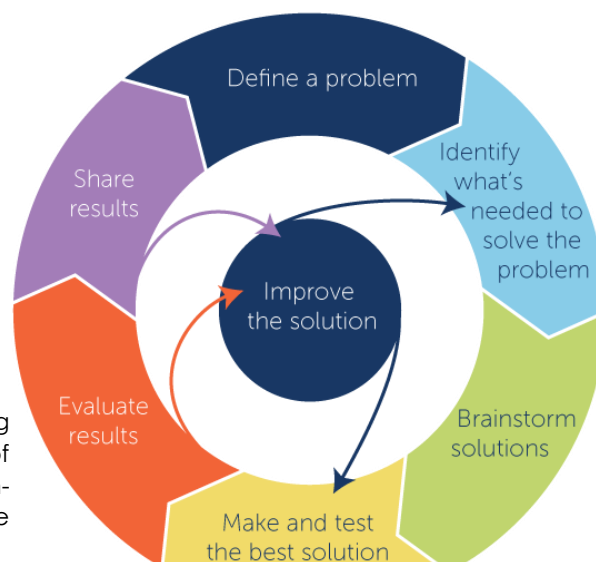 Define a problem
Identify
what's
needed to
solve the
problem
Share
results
Improve
the solution
Evaluate
results
Brainstorm
solutions
Make and test
the best solution
g
of
-
e